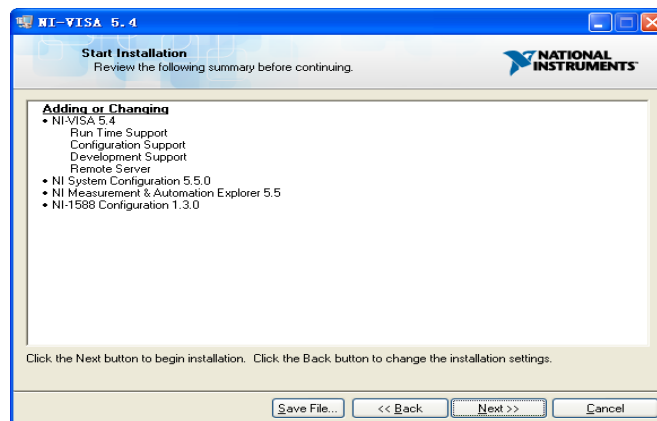 NI-VISA 5.4
Start Installation
Review the following summary before continuing.
NATIONAL
INSTRUMENTS™
Adding or Changing
• NI-VISA 5.4
Run Time Support
Configuration Support
Development Support
Remote Server
• NI System Configuration 5.5.0
• NI Measurement & Automation Explorer 5.5
• NI-1588 Configuration 1.3.0
Click the Next button to begin installation. Click the Back button to change the installation settings.
Save File... << Back Next >> Cancel